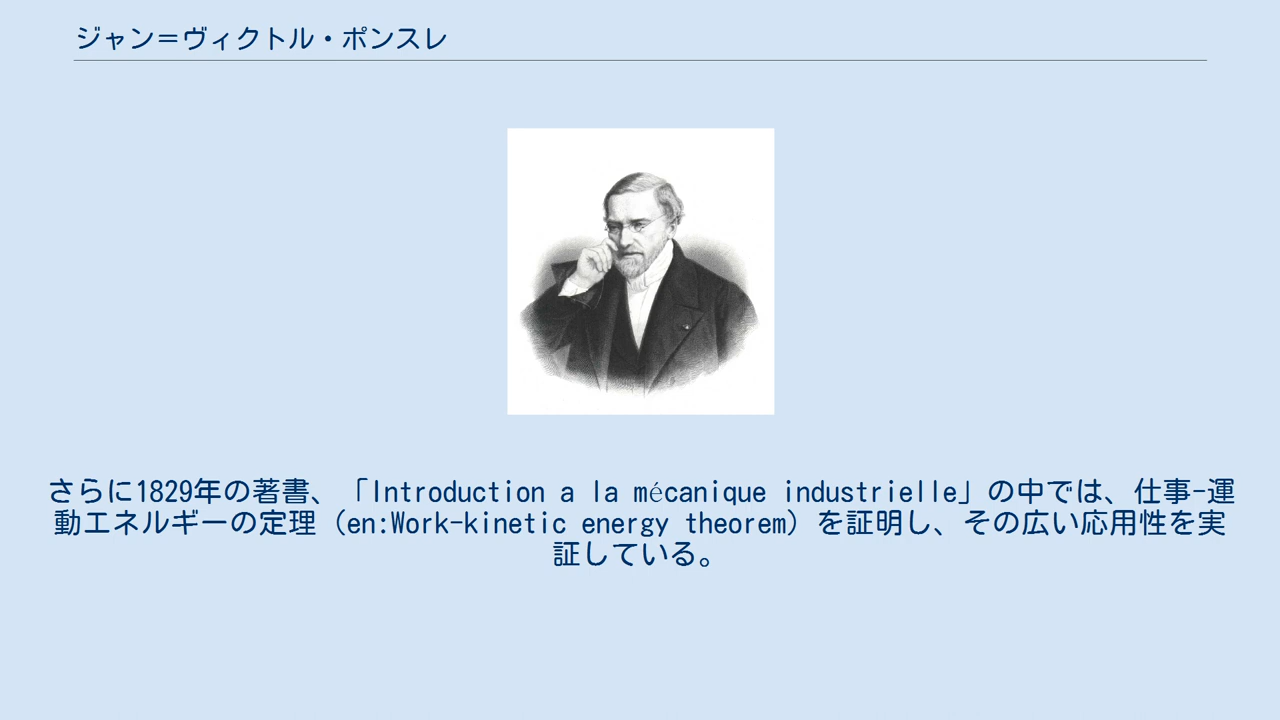 ジャン＝ヴィクトル・ポンスレ
さらに1829年の著書、「Introduction a la mécanique industrielle」の中では、仕事-運
動エネルギーの定理（en:Work-kinetic energy theorem）を証明し、その広い応用性を実
証している。